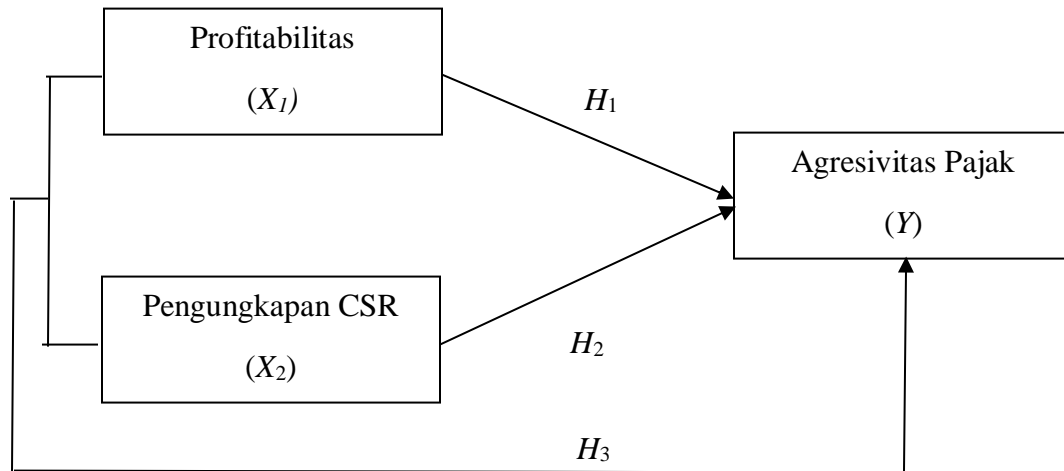 Profitabilitas
(X1)
H1
Agresivitas Pajak
(Y)
Pengungkapan CSR
(X2)
H2
H3